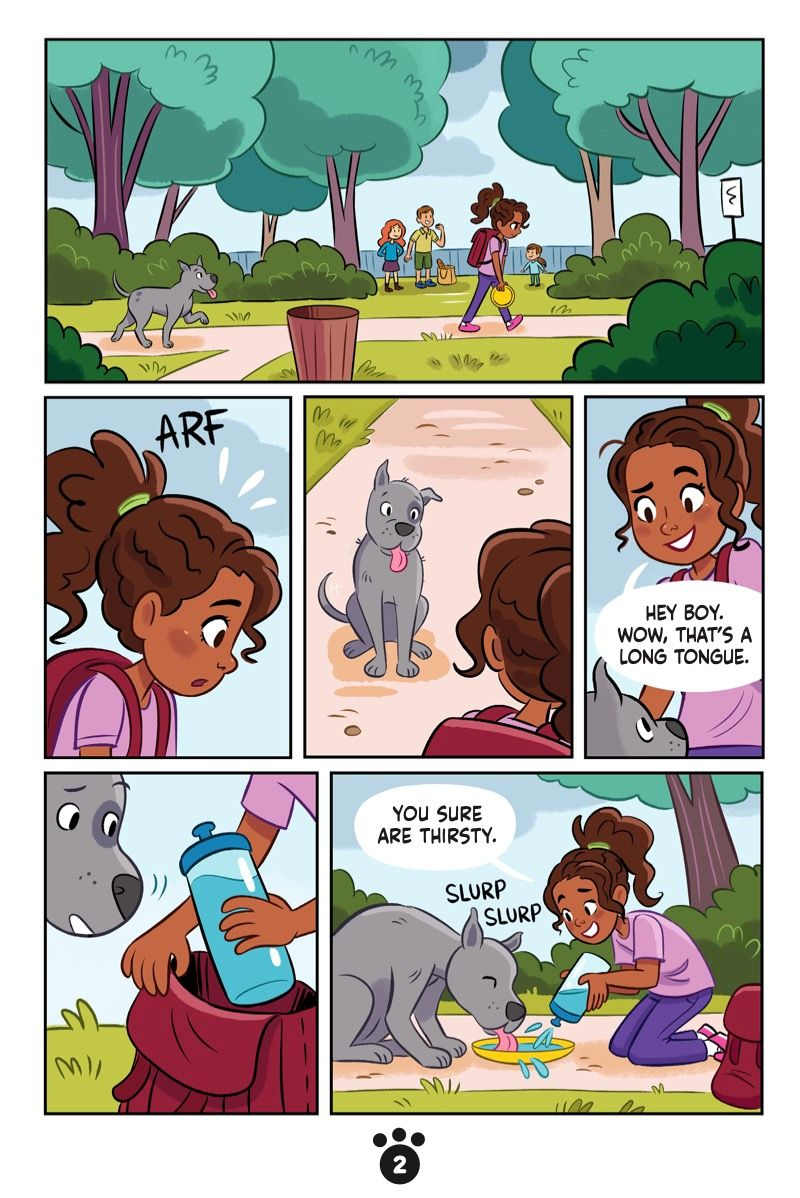 ARF
HEY BOY.
WOW, THAT'S A
LONG TONGUE.
YOU SURE
ARE THIRSTY.
SLURP
SLURP
2